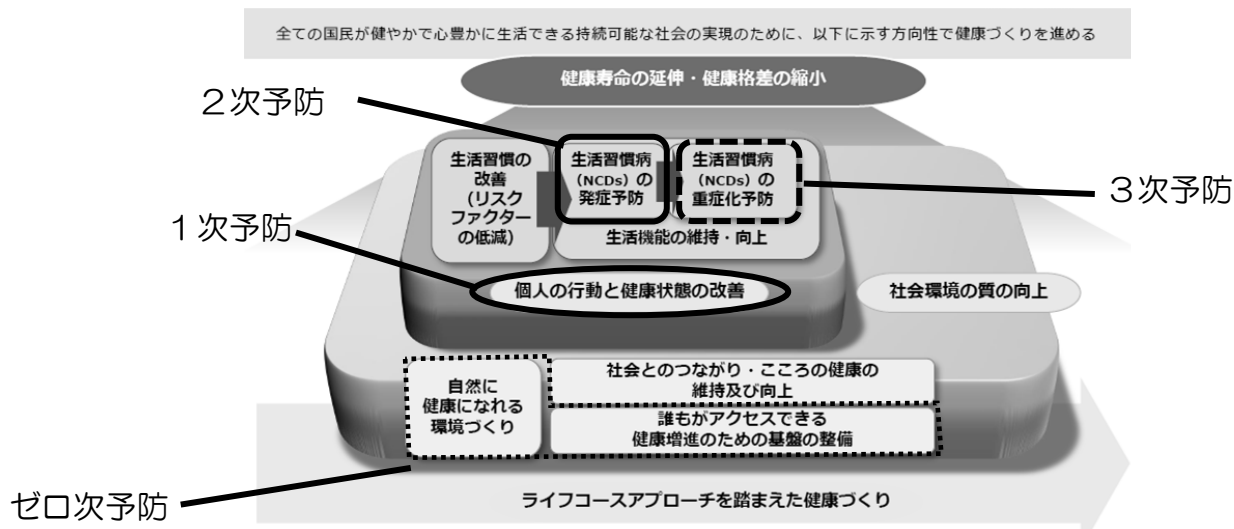 全ての国民が健やかで心豊かに生活できる持続可能な社会の実現のために、以下に示す方向性で健康づくりを進める
健康寿命の延伸・健康格差の縮小
２次予防
生活習慣の
改善
(リスク
ファクター
の低減)
生活習慣病
（NCDs）の
発症予防
生活習慣病
（NCDs）の
重症化予防
３次予防
生活機能の維持・向上
１次予防
個人の行動と健康状態の改善
社会環境の質の向上
自然に
健康になれる
環境づくり
社会とのつながり・こころの健康の
維持及び向上
誰もがアクセスできる
健康増進のための基盤の整備
ゼロ次予防
ライフコースアプローチを踏まえた健康づくり